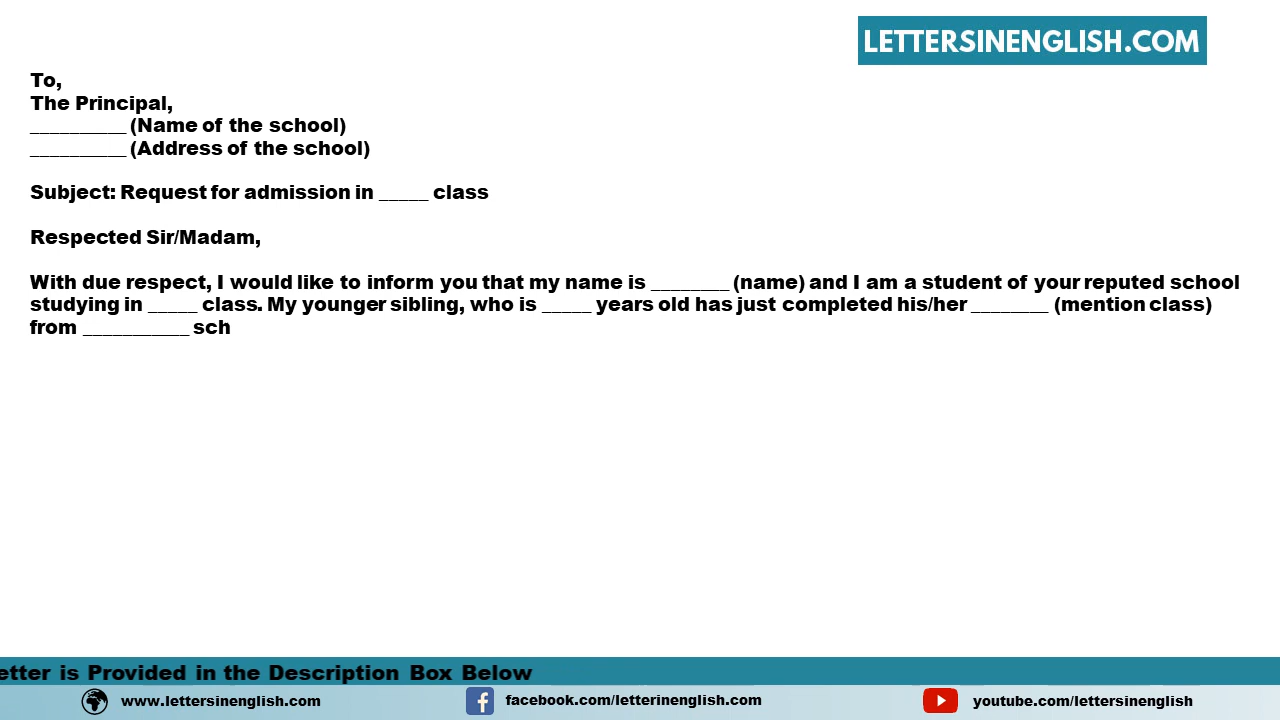 LETTERSINENGLISH.COM
To,
The Principal,
__________ (Name of the school)
__________ (Address of the school)
Subject: Request for admission in _____ class
Respected Sir/Madam,
With due respect, I would like to inform you that my name is ________ (name) and I am a student of your reputed school
studying in _____ class. My younger sibling, who is _____ years old has just completed his/her ________ (mention class)
from ___________ sch
etter is Provided in the Description Box Below
www.lettersinenglish.com
facebook.com/letterinenglish.com
youtube.com/lettersinenglish